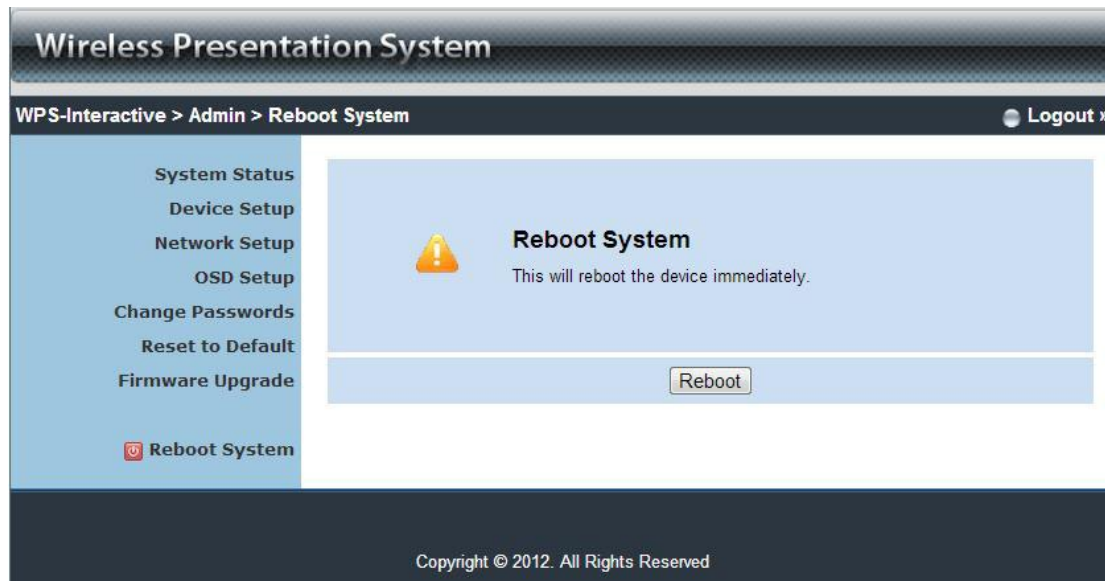 Wireless Presentation System
WPS-Interactive > Admin > Reboot System
Logout »
System Status
Device Setup
Network Setup
OSD Setup
Change Passwords
Reset to Default
Firmware Upgrade
Reboot System
Reboot System
This will reboot the device immediately.
Reboot
Copyright © 2012. All Rights Reserved